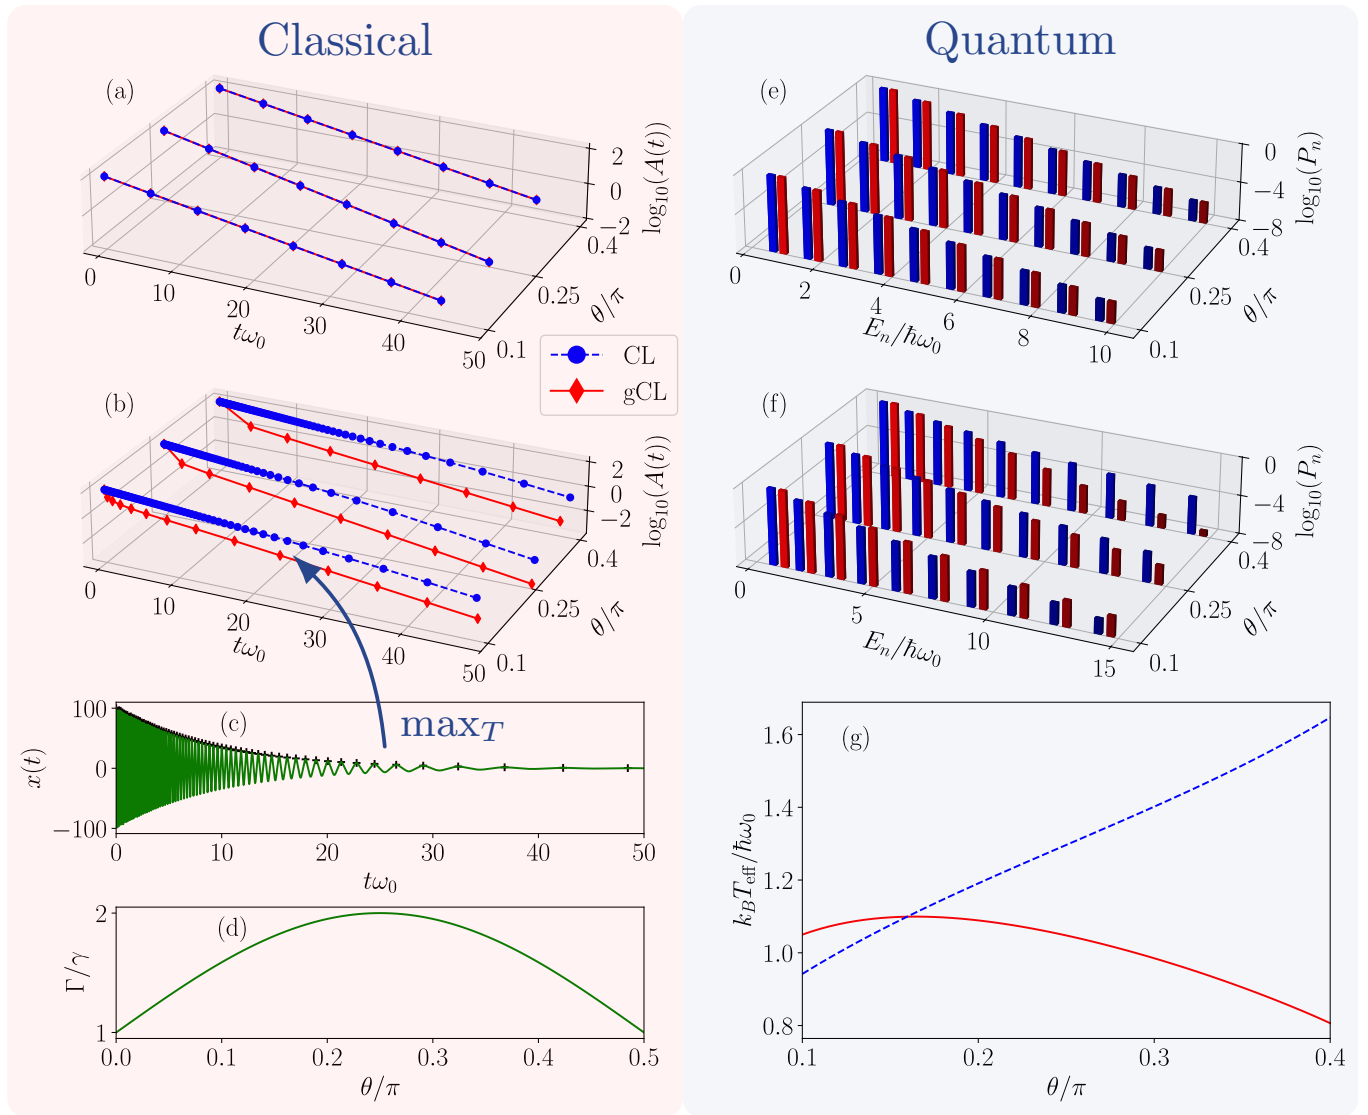 Classical
(a)
2
0
−2
log₁₀(A(t))
0.4
0.25
0.1
θ/π
0
10
20
30
40
50
tω₀
CL
gCL
(b)
2
0
−2
log₁₀(A(t))
0.4
0.25
0.1
θ/π
0
10
20
30
40
50
tω₀
max_T
(c)
100
0
−100
x(t)
0 10 20 30 40 50
tω₀
(d)
2
1
Γ/γ
0.0 0.1 0.2 0.3 0.4 0.5
θ/π
Quantum
(e)
0
−4
−8
log₁₀(Pₙ)
0.4
0.25
0.1
θ/π
0
2
4
6
8
10
Eₙ/ħω₀
(f)
0
−4
−8
log₁₀(Pₙ)
0.4
0.25
0.1
θ/π
0
5
10
15
Eₙ/ħω₀
(g)
1.6
1.4
1.2
1.0
0.8
k_B T_eff/ħω₀
0.1 0.2 0.3 0.4
θ/π